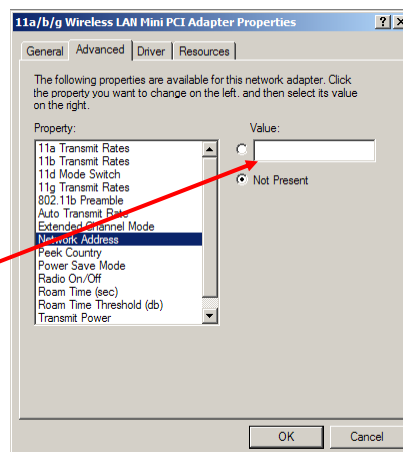 11a/b/g Wireless LAN Mini PCI Adapter Properties
General Advanced Driver Resources
The following properties are available for this network adapter. Click
the property you want to change on the left, and then select its value
on the right.
Property: Value:
11a Transmit Rates
11b Transmit Rates
11d Mode Switch
11g Transmit Rates
802.11b Preamble
Auto Transmit Rate
Extended Channel Mode
Network Address
Peek Country
Power Save Mode
Radio On/Off
Roam Time (sec)
Roam Time Threshold (db)
Transmit Power
Not Present
OK Cancel